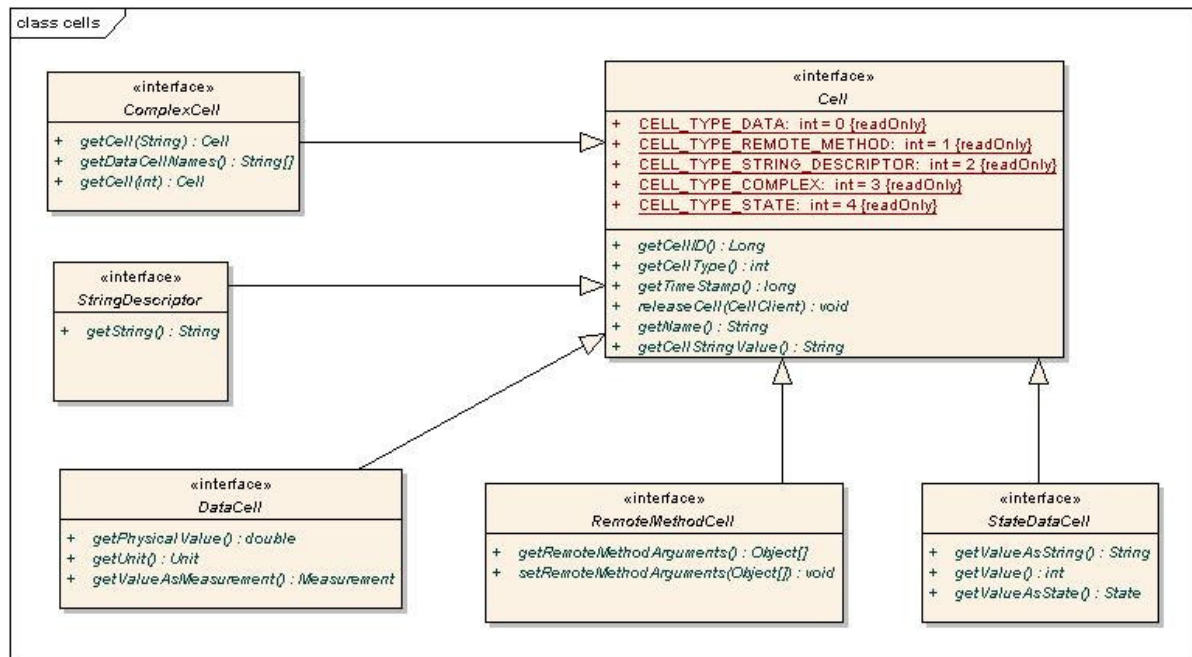 class cells
«interface»
ComplexCell
+ getCell(String) : Cell
+ getDataCellNames() : String[]
+ getCell(int) : Cell
«interface»
Cell
+ CELL_TYPE_DATA: int = 0 {readOnly}
+ CELL_TYPE_REMOTE_METHOD: int = 1 {readOnly}
+ CELL_TYPE_STRING_DESCRIPTOR: int = 2 {readOnly}
+ CELL_TYPE_COMPLEX: int = 3 {readOnly}
+ CELL_TYPE_STATE: int = 4 {readOnly}
+ getCellID() : Long
+ getCellType() : int
+ getTimeStamp() : long
+ releaseCell(CellClient) : void
+ getName() : String
+ getCellStringValue() : String
«interface»
StringDescriptor
+ getString() : String
«interface»
DataCell
+ getPhysicalValue() : double
+ getUnit() : Unit
+ getValueAsMeasurement() : Measurement
«interface»
RemoteMethodCell
+ getRemoteMethodArguments() : Object[]
+ setRemoteMethodArguments(Object[]) : void
«interface»
StateDataCell
+ getValueAsString() : String
+ getValue() : int
+ getValueAsState() : State